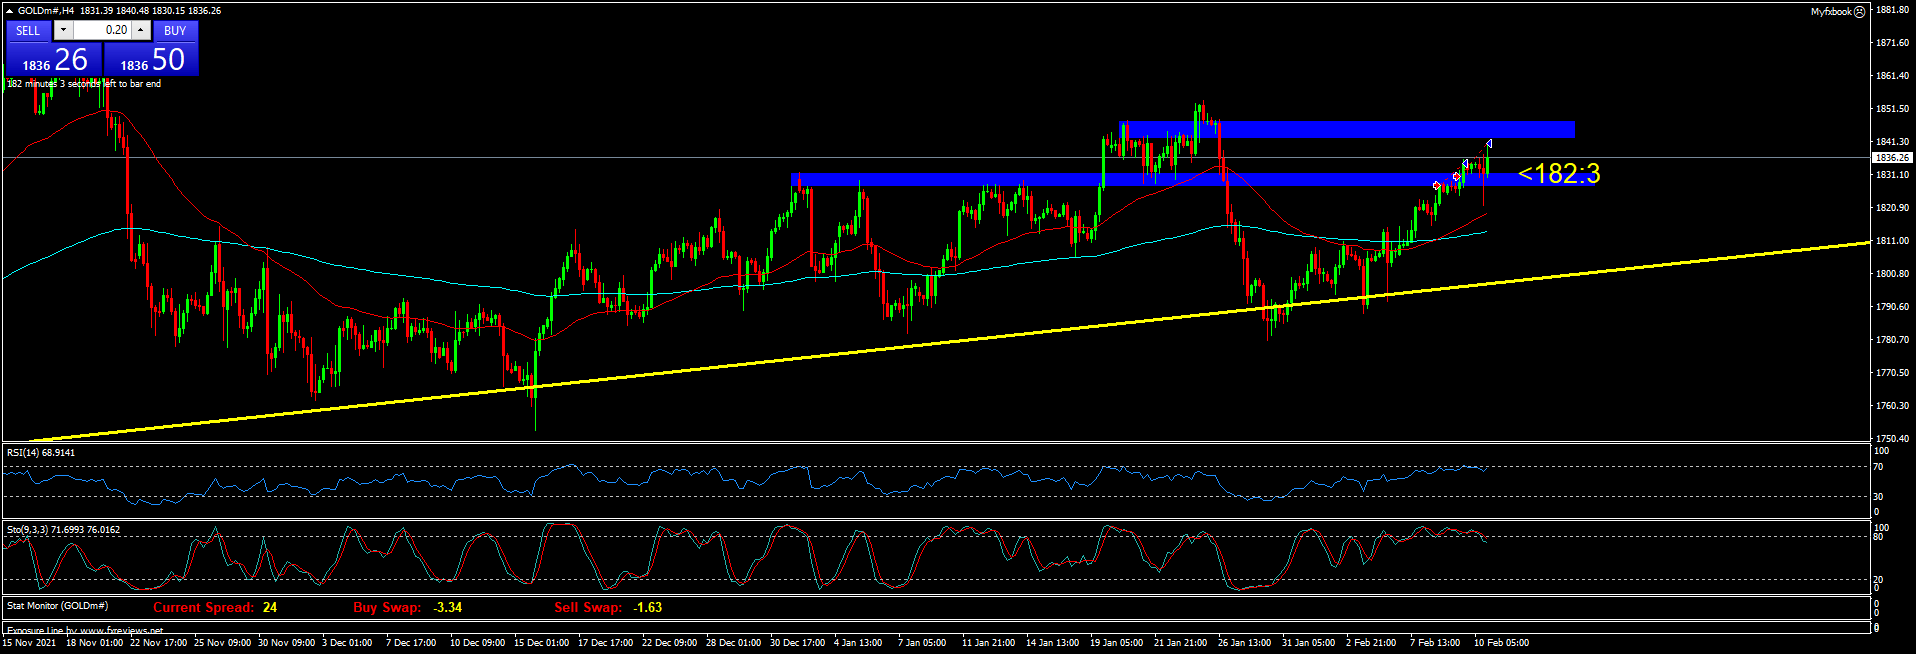 GOLDm#,H4 1831.39 1840.48 1830.15 1836.26
Myfxbook
SELL 0.20 BUY
1836 26 1836 50
182 minutes 3 seconds left to bar end
<182:3
1881.80
1871.60
1861.40
1851.50
1841.30
1836.26
1831.10
1820.90
1811.00
1800.80
1790.60
1780.70
1770.50
1760.30
1750.40
RSI(14) 68.9141
100
70
30
0
Sto(9,3,3) 71.6993 76.0162
100
80
20
0
Stat Monitor (GOLDm#) Current Spread: 24 Buy Swap: -3.34 Sell Swap: -1.63
0
0
Exposure Line by www.fxreviews.net
0
0
15 Nov 2021 18 Nov 01:00 22 Nov 17:00 25 Nov 09:00 30 Nov 09:00 3 Dec 01:00 7 Dec 17:00 10 Dec 09:00 15 Dec 01:00 17 Dec 17:00 22 Dec 09:00 28 Dec 01:00 30 Dec 17:00 4 Jan 13:00 7 Jan 05:00 11 Jan 21:00 14 Jan 13:00 19 Jan 05:00 21 Jan 21:00 26 Jan 13:00 31 Jan 05:00 2 Feb 21:00 7 Feb 13:00 10 Feb 05:00